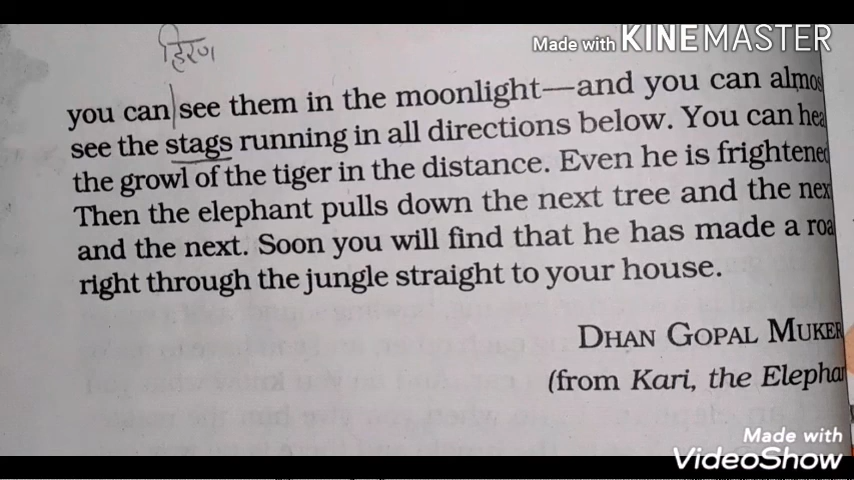 Made with KINEMASTER
हिरण
you can see them in the moonlight—and you can almos
see the stags running in all directions below. You can hea
the growl of the tiger in the distance. Even he is frightened
Then the elephant pulls down the next tree and the nex
and the next. Soon you will find that he has made a roa
right through the jungle straight to your house.
DHAN GOPAL MUKER
(from Kari, the Elephan
Made with
VideoShow